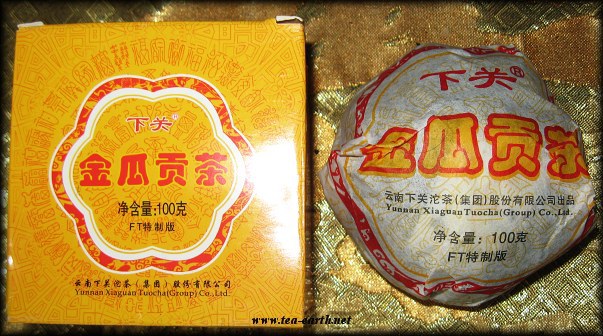 下关®
金瓜贡茶
净含量:100克
FT特制版
云南下关沱茶(集团)股份有限公司
Yunnan Xiaguan Tuocha(Group) Co.,Ltd.
下关®
金瓜贡茶
云南下关沱茶(集团)股份有限公司出品
Yunnan XiaguanTuocha(Group) Co.,Ltd.
净含量：100克
FT特制版
www.tea-earth.net